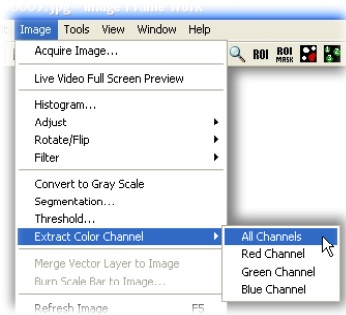 Image Tools View Window Help
Acquire Image...
ROI ROI MASK
Live Video Full Screen Preview
Histogram...
Adjust
Rotate/Flip
Filter
Convert to Gray Scale
Segmentation...
Threshold...
Extract Color Channel
All Channels
Red Channel
Merge Vector Layer to Image
Green Channel
Burn Scale Bar to Image...
Blue Channel
Refresh Image F5